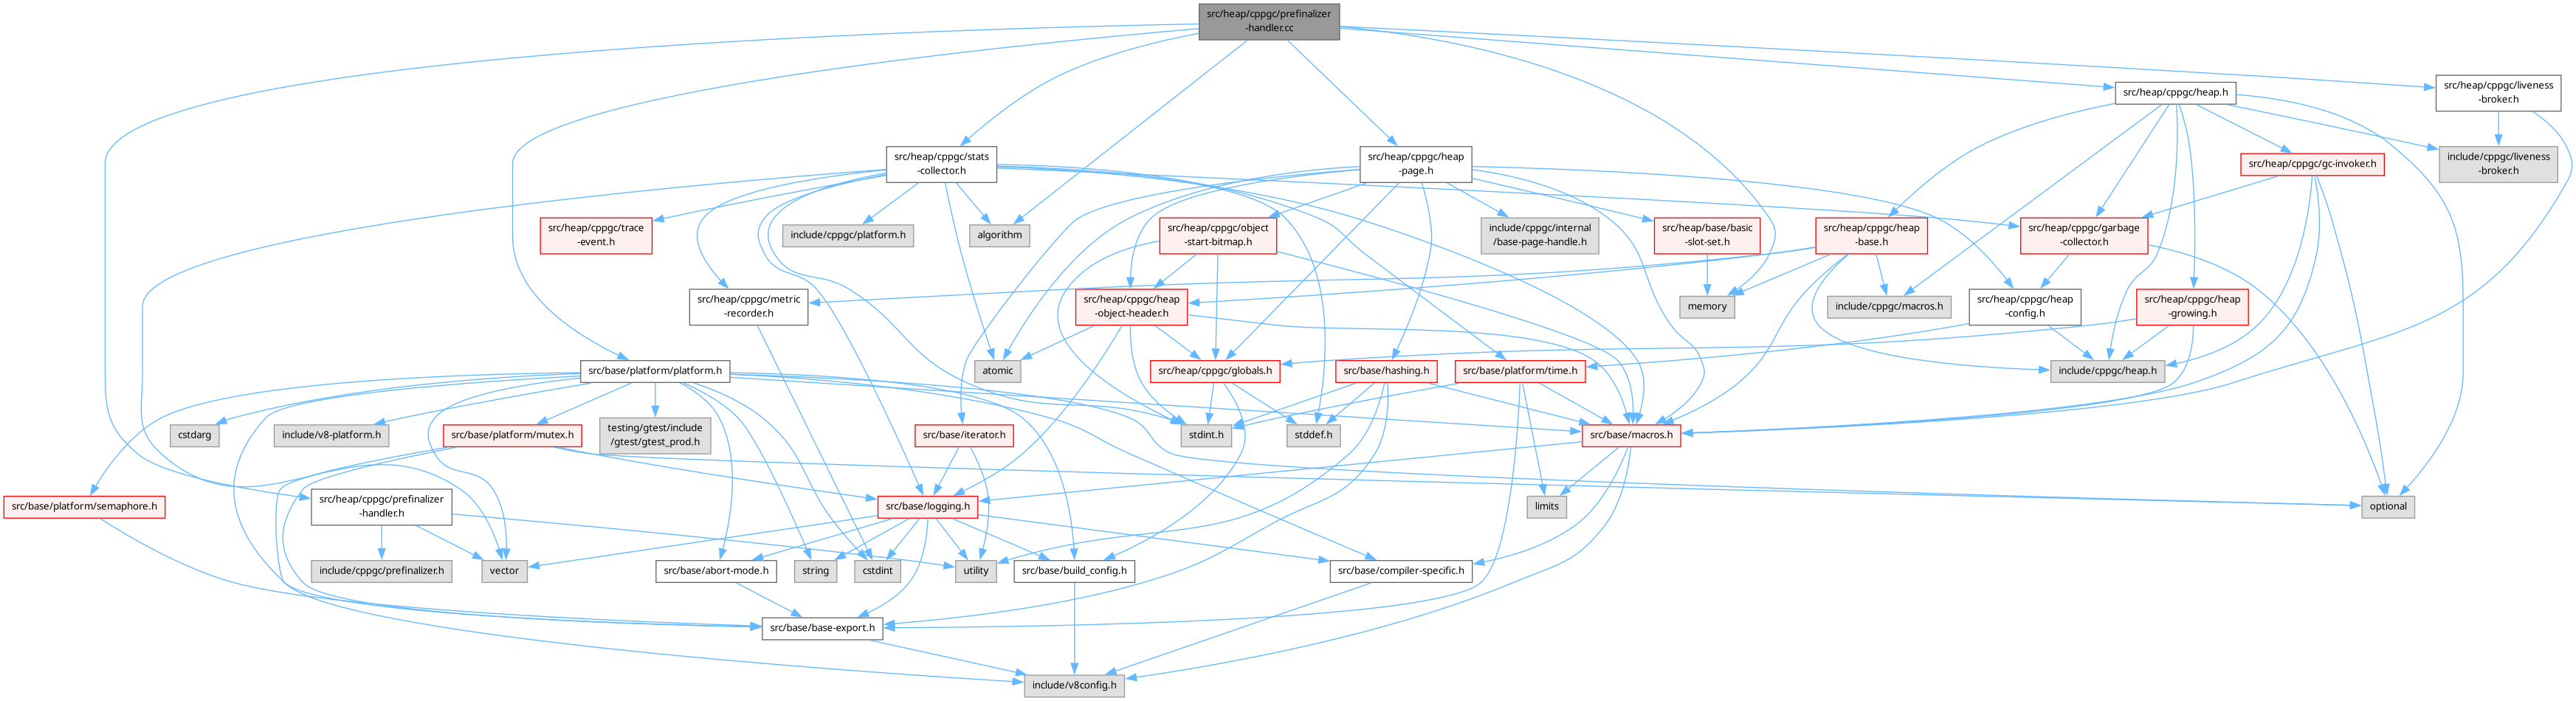 src/heap/cppgc/prefinalizer
-handler.cc
src/heap/cppgc/liveness
-broker.h
src/heap/cppgc/heap.h
src/heap/cppgc/stats
-collector.h
src/heap/cppgc/heap
-page.h
include/cppgc/liveness
-broker.h
src/heap/cppgc/gc-invoker.h
src/heap/cppgc/trace
-event.h
include/cppgc/platform.h
algorithm
src/heap/cppgc/object
-start-bitmap.h
include/cppgc/internal
/base-page-handle.h
src/heap/base/basic
-slot-set.h
src/heap/cppgc/heap
-base.h
src/heap/cppgc/garbage
-collector.h
src/heap/cppgc/metric
-recorder.h
src/heap/cppgc/heap
-object-header.h
memory
include/cppgc/macros.h
src/heap/cppgc/heap
-config.h
src/heap/cppgc/heap
-growing.h
src/base/platform/platform.h
atomic
src/heap/cppgc/globals.h
src/base/hashing.h
src/base/platform/time.h
include/cppgc/heap.h
cstdarg
include/v8-platform.h
src/base/platform/mutex.h
testing/gtest/include
/gtest/gtest_prod.h
src/base/iterator.h
stdint.h
stddef.h
src/base/macros.h
src/base/platform/semaphore.h
src/heap/cppgc/prefinalizer
-handler.h
src/base/logging.h
limits
optional
include/cppgc/prefinalizer.h
vector
src/base/abort-mode.h
string
cstdint
utility
src/base/build_config.h
src/base/compiler-specific.h
src/base/base-export.h
include/v8config.h